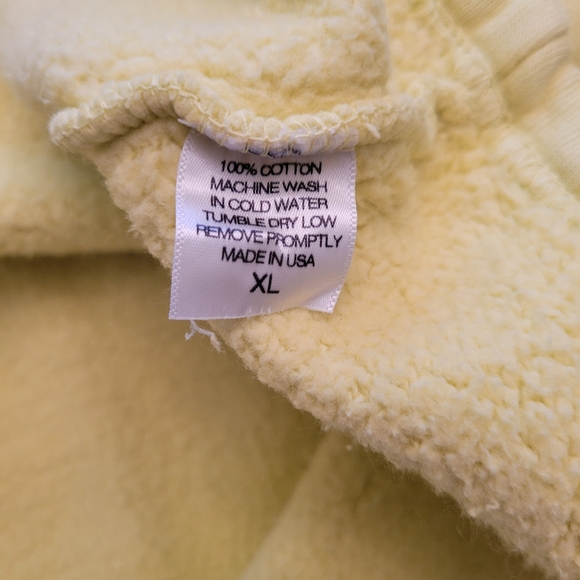 100% COTTON
MACHINE WASH
IN COLD WATER
TUMBLE DRY LOW
REMOVE PROMPTLY
MADE IN USA
XL